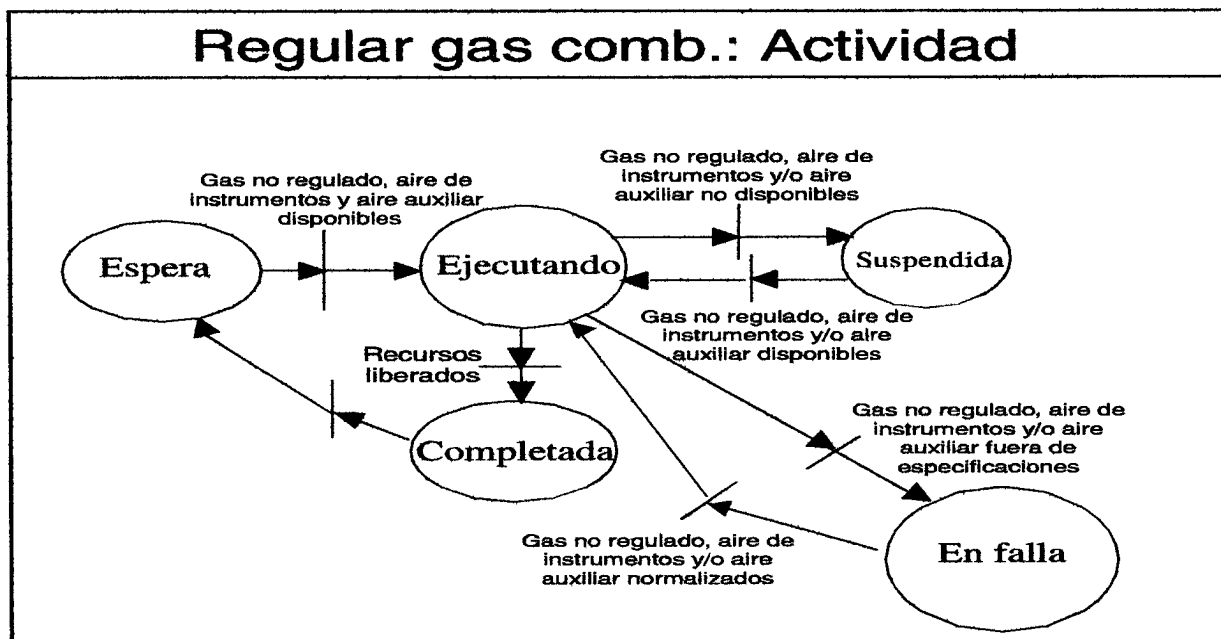 Regular gas comb.: Actividad
Gas no regulado, aire de
instrumentos y aire auxiliar
disponibles
Gas no regulado, aire de
instrumentos y/o aire
auxiliar no disponibles
Espera
Ejecutando
Suspendida
Gas no regulado, aire de
instrumentos y/o aire
auxiliar disponibles
Recursos
liberados
Completada
Gas no regulado, aire de
instrumentos y/o aire
auxiliar fuera de
especificaciones
Gas no regulado, aire de
instrumentos y/o aire
auxiliar normalizados
En falla